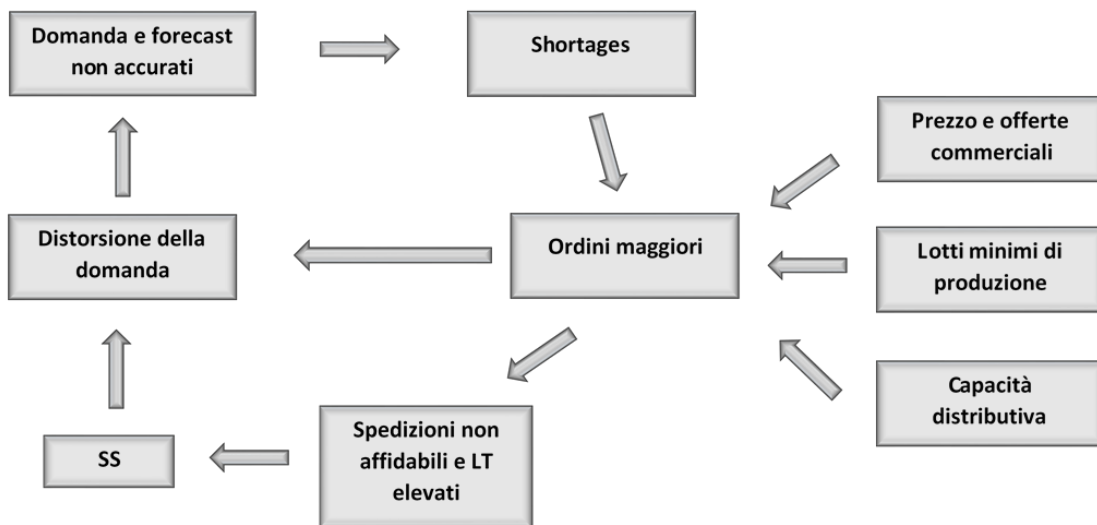 Domanda e forecast
non accurati
Shortages
Prezzo e offerte
commerciali
Distorsione della
domanda
Ordini maggiori
Lotti minimi di
produzione
Capacità
distributiva
SS
Spedizioni non
affidabili e LT
elevati